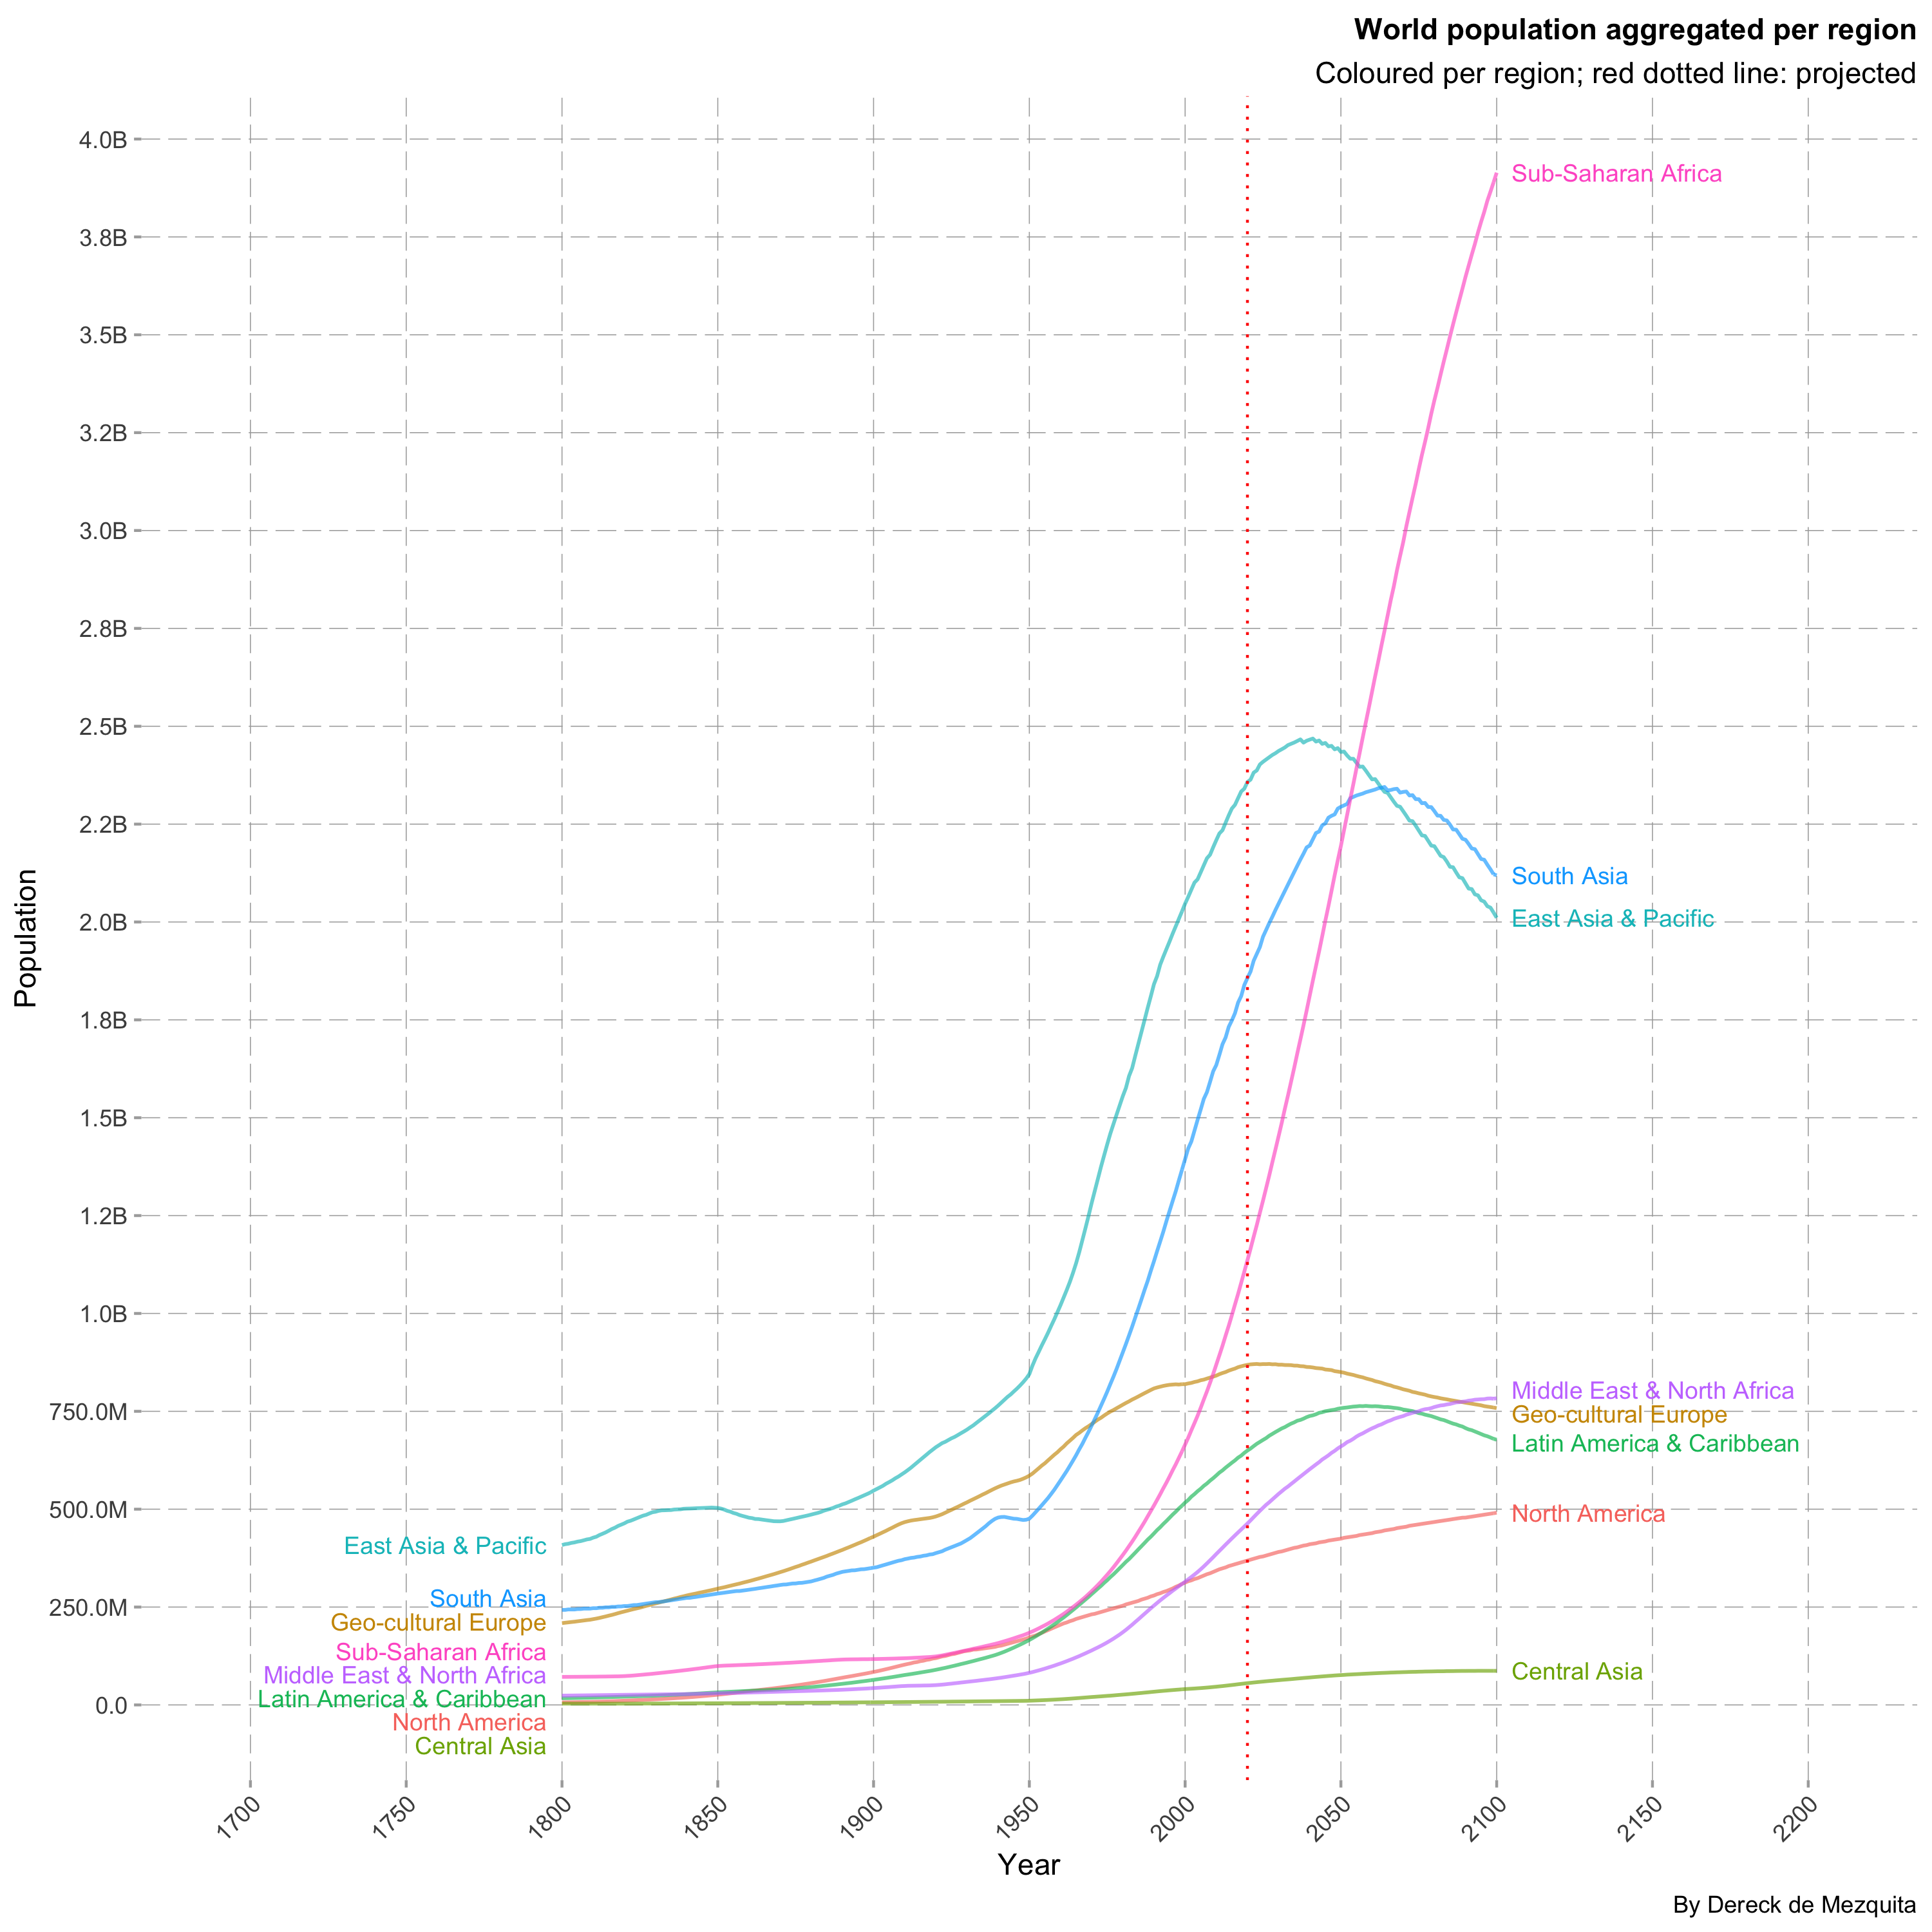 World population aggregated per region
Coloured per region; red dotted line: projected
4.0B
3.8B
3.5B
3.2B
3.0B
2.8B
2.5B
2.2B
2.0B
1.8B
1.5B
1.2B
1.0B
750.0M
500.0M
250.0M
0.0
Population
East Asia & Pacific
South Asia
Geo-cultural Europe
Sub-Saharan Africa
Middle East & North Africa
Latin America & Caribbean
North America
Central Asia
Sub-Saharan Africa
South Asia
East Asia & Pacific
Middle East & North Africa
Geo-cultural Europe
Latin America & Caribbean
North America
Central Asia
1700 1750 1800 1850 1900 1950 2000 2050 2100 2150 2200
Year
By Dereck de Mezquita